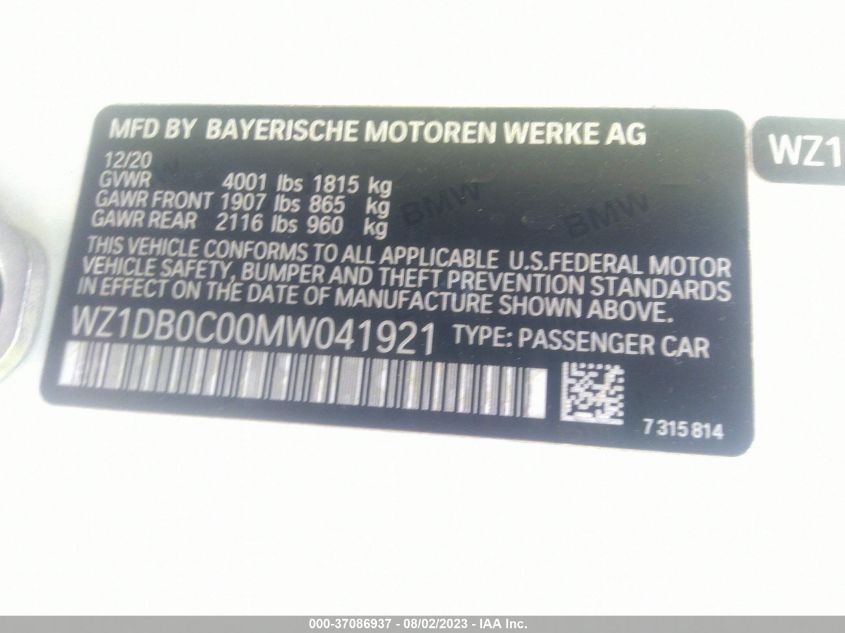 MFD BY BAYERISCHE MOTOREN WERKE AG
12/20
GVWR 4001 lbs 1815 kg
GAWR FRONT 1907 lbs 865 kg
GAWR REAR 2116 lbs 960 kg
THIS VEHICLE CONFORMS TO ALL APPLICABLE U.S.FEDERAL MOTOR
VEHICLE SAFETY, BUMPER AND THEFT PREVENTION STANDARDS
IN EFFECT ON THE DATE OF MANUFACTURE SHOWN ABOVE.
WZ1DB0C00MW041921 TYPE: PASSENGER CAR
7 315 814
WZ1
BMW BMW
000-37086937 - 08/02/2023 - IAA Inc.